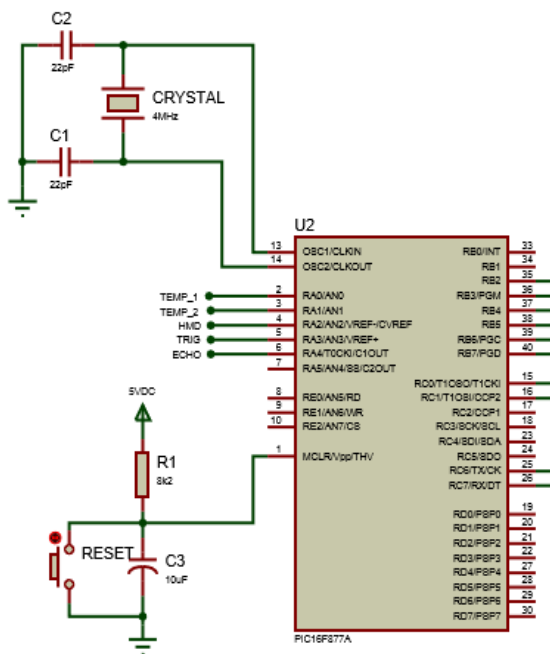 C2
22pF
CRYSTAL
4MHz
C1
22pF
U2
13 OSC1/CLKIN RB0/INT 33
14 OSC2/CLKOUT RB1 34
RB2 35
TEMP_1 2 RA0/AN0 RB3/PGM 36
TEMP_2 3 RA1/AN1 RB4 37
HMD 4 RA2/AN2/VREF-/CVREF RB5 38
TRIG 5 RA3/AN3/VREF+ RB6/PGC 39
ECHO 6 RA4/T0CKI/C1OUT RB7/PGD 40
7 RA5/AN4/SS/C2OUT
RC0/T1OSO/T1CKI 15
5VDC 8 RE0/AN5/RD RC1/T1OSI/CCP2 16
9 RE1/AN6/WR RC2/CCP1 17
10 RE2/AN7/CS RC3/SCK/SCL 18
RC4/SDI/SDA 23
1 MCLR/Vpp/THV RC5/SDO 24
R1
8k2
RC6/TX/CK 25
RC7/RX/DT 26
RD0/PSP0 19
RD1/PSP1 20
RD2/PSP2 21
RESET
C3
10uF
RD3/PSP3 22
RD4/PSP4 27
RD5/PSP5 28
RD6/PSP6 29
RD7/PSP7 30
PIC16F877A